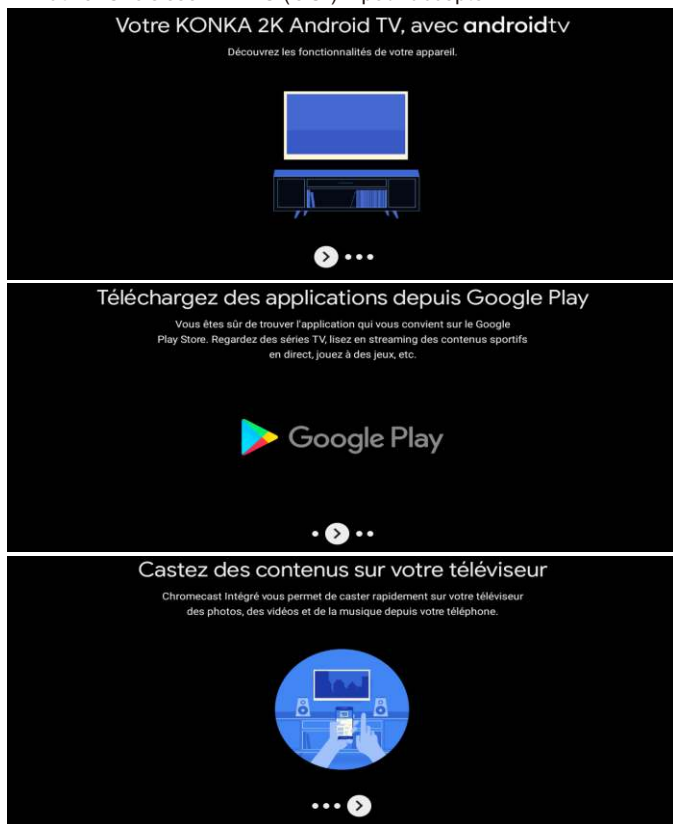 Votre KONKA 2K Android TV, avec androidtv
Découvrez les fonctionnalités de votre appareil.
Téléchargez des applications depuis Google Play
Vous êtes sûr de trouver l'application qui vous convient sur le Google
Play Store. Regardez des séries TV, lisez en streaming des contenus sportifs
en direct, jouez à des jeux, etc.
Google Play
Castez des contenus sur votre téléviseur
Chromecast Intégré vous permet de caster rapidement sur votre téléviseur
des photos, des vidéos et de la musique depuis votre téléphone.